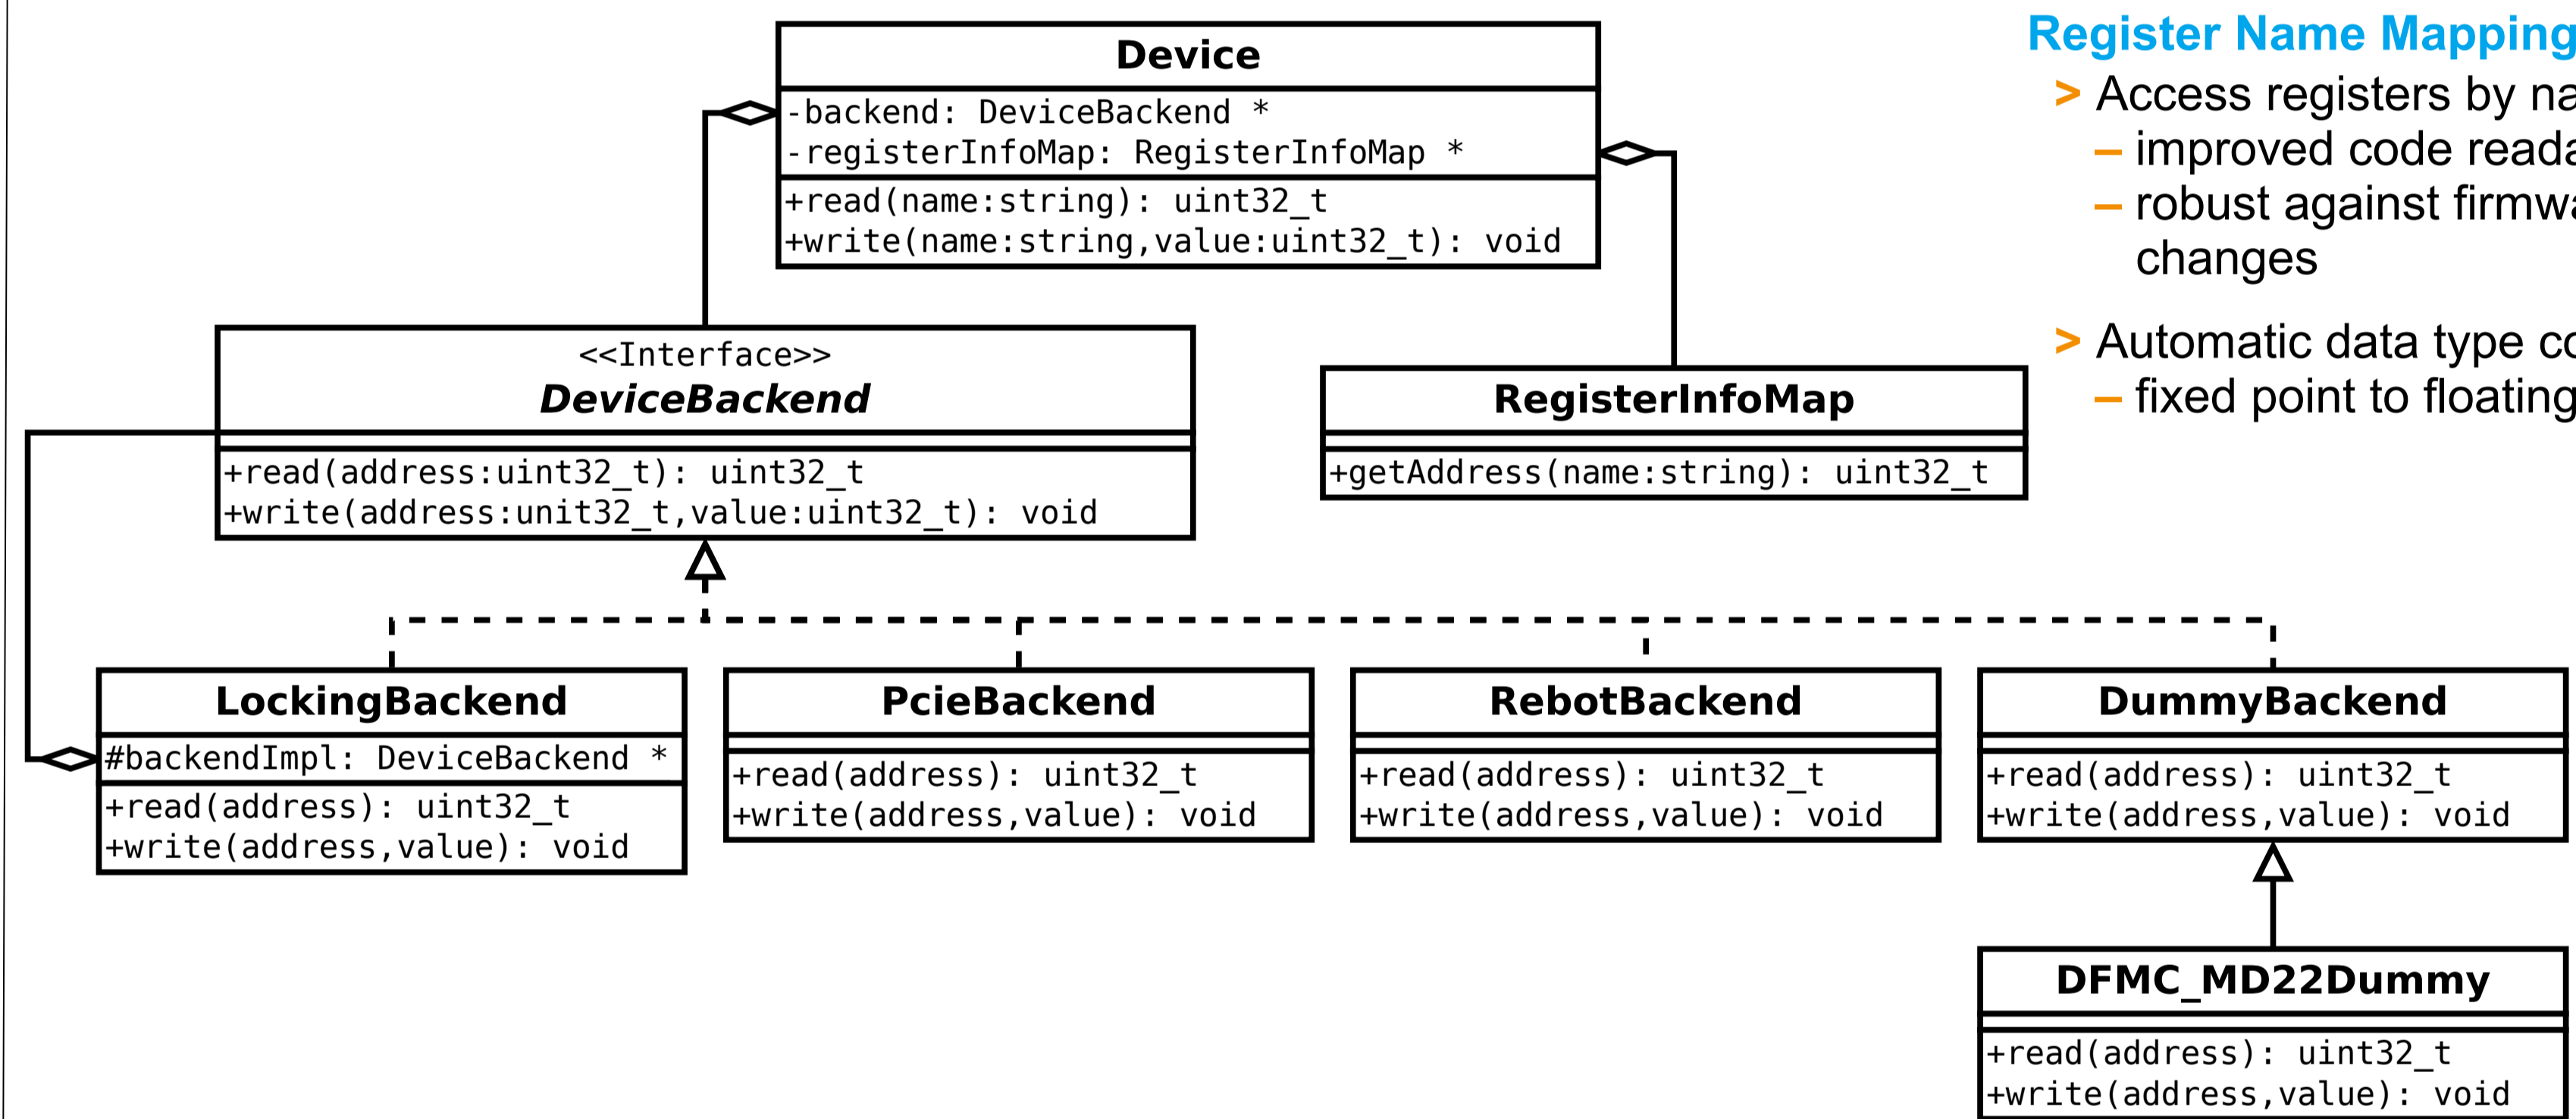 Device
-backend: DeviceBackend *
-registerInfoMap: RegisterInfoMap *
+read(name:string): uint32_t
+write(name:string,value:uint32_t): void
Register Name Mapping
> Access registers by
– improved code
– robust against
changes
> Automatic data type
– fixed point to floating
<<Interface>>
DeviceBackend
+read(address:uint32_t): uint32_t
+write(address:unit32_t,value:uint32_t): void
RegisterInfoMap
+getAddress(name:string): uint32_t
LockingBackend
#backendImpl: DeviceBackend *
+read(address): uint32_t
+write(address,value): void
PcieBackend
+read(address): uint32_t
+write(address,value): void
RebotBackend
+read(address): uint32_t
+write(address,value): void
DummyBackend
+read(address): uint32_t
+write(address,value): void
DFMC_MD22Dummy
+read(address): uint32_t
+write(address,value): void